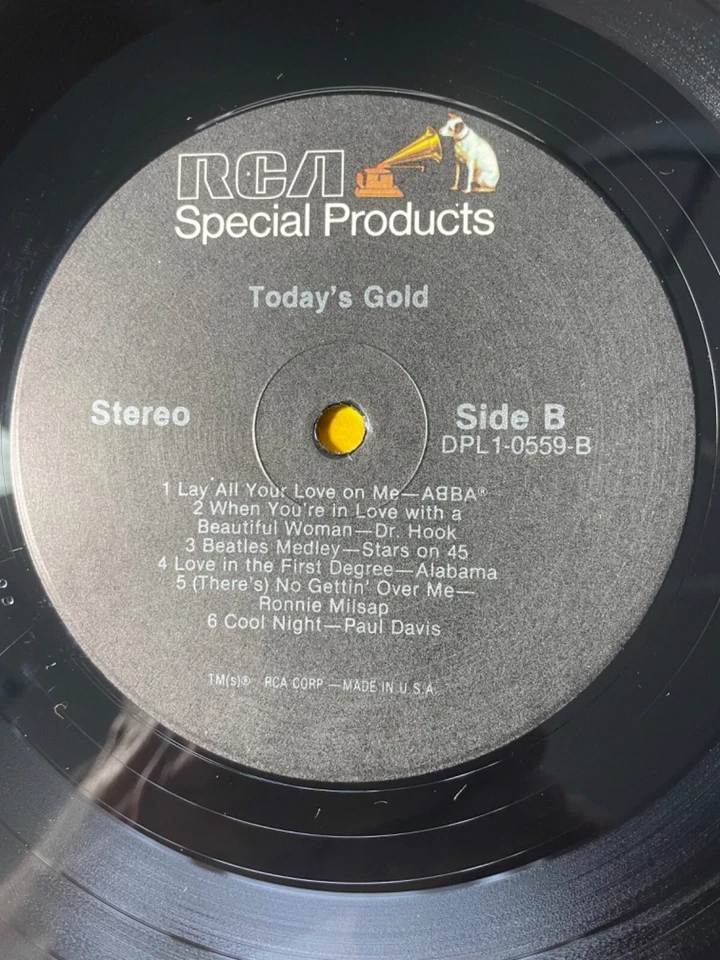 RCA
Special Products
Today's Gold
Stereo
Side B
DPL1-0559-B
1 Lay All Your Love on Me—AᗺBA®
2 When You're in Love with a
Beautiful Woman—Dr. Hook
3 Beatles Medley—Stars on 45
4 Love in the First Degree—Alabama
5 (There's) No Gettin' Over Me—
Ronnie Milsap
6 Cool Night—Paul Davis
TM(s)® RCA CORP —MADE IN U.S.A.